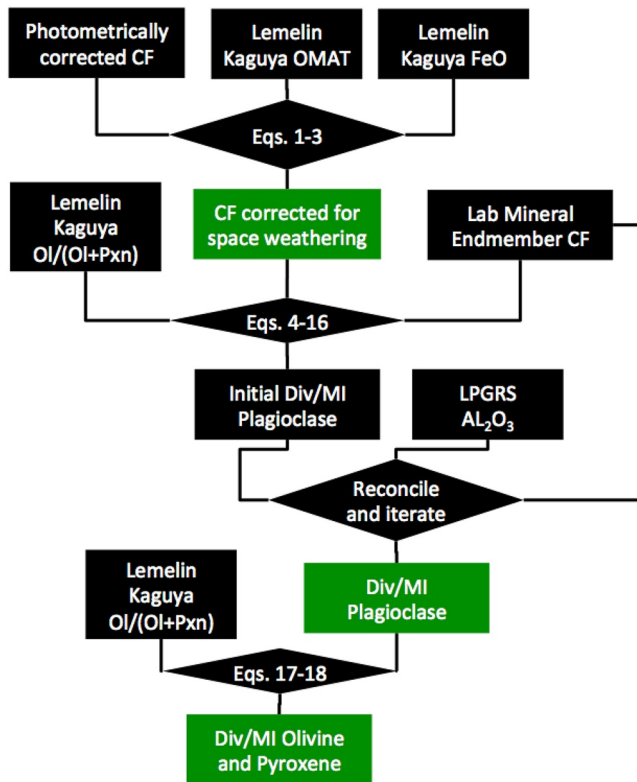 Photometrically
corrected CF
Lemelin
Kaguya OMAT
Lemelin
Kaguya FeO
Eqs. 1-3
Lemelin
Kaguya
Ol/(Ol+Pxn)
CF corrected for
space weathering
Lab Mineral
Endmember CF
Eqs. 4-16
Initial Div/MI
Plagioclase
LPGRS
AL₂O₃
Reconcile
and iterate
Lemelin
Kaguya
Ol/(Ol+Pxn)
Div/MI
Plagioclase
Eqs. 17-18
Div/MI Olivine
and Pyroxene